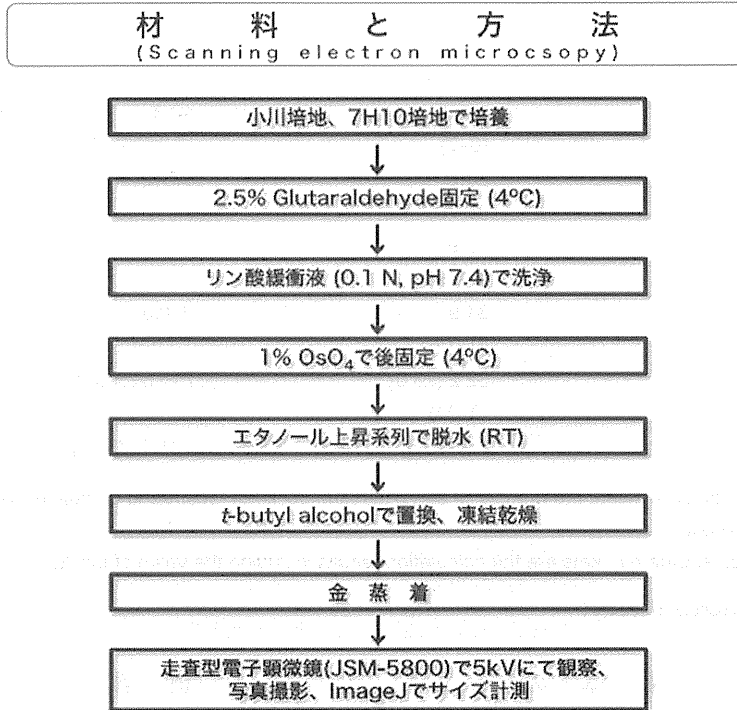 材料と方法
(Scanning electron microcsopy)
小川培地、7H10培地で培養
2.5% Glutaraldehyde固定 (4ºC)
リン酸緩衝液 (0.1 N, pH 7.4)で洗浄
1% OsO₄で後固定 (4ºC)
エタノール上昇系列で脱水 (RT)
t-butyl alcoholで置換、凍結乾燥
金蒸着
走査型電子顕微鏡(JSM-5800)で5kVにて観察、
写真撮影、ImageJでサイズ計測